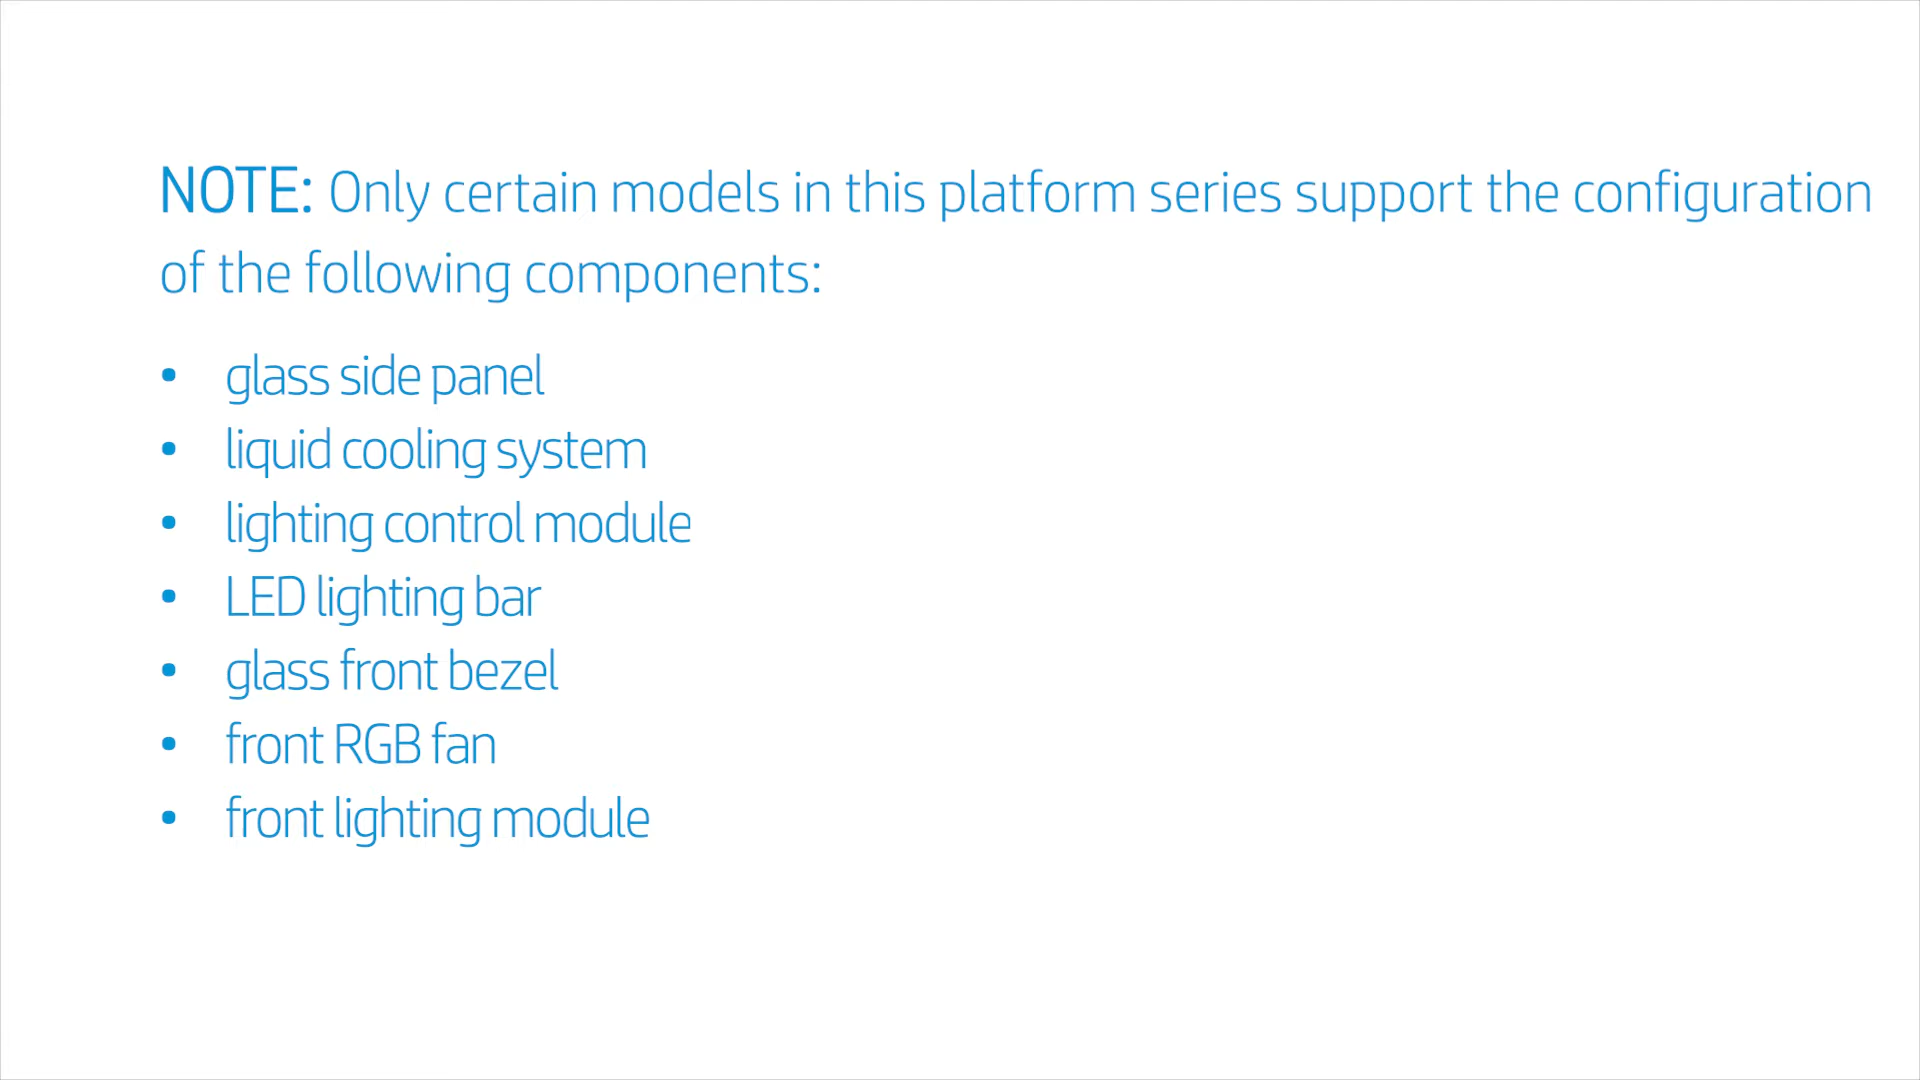 NOTE: Only certain models in this platform series support the configuration
of the following components:
• glass side panel
• liquid cooling system
• lighting control module
• LED lighting bar
• glass front bezel
• front RGB fan
• front lighting module